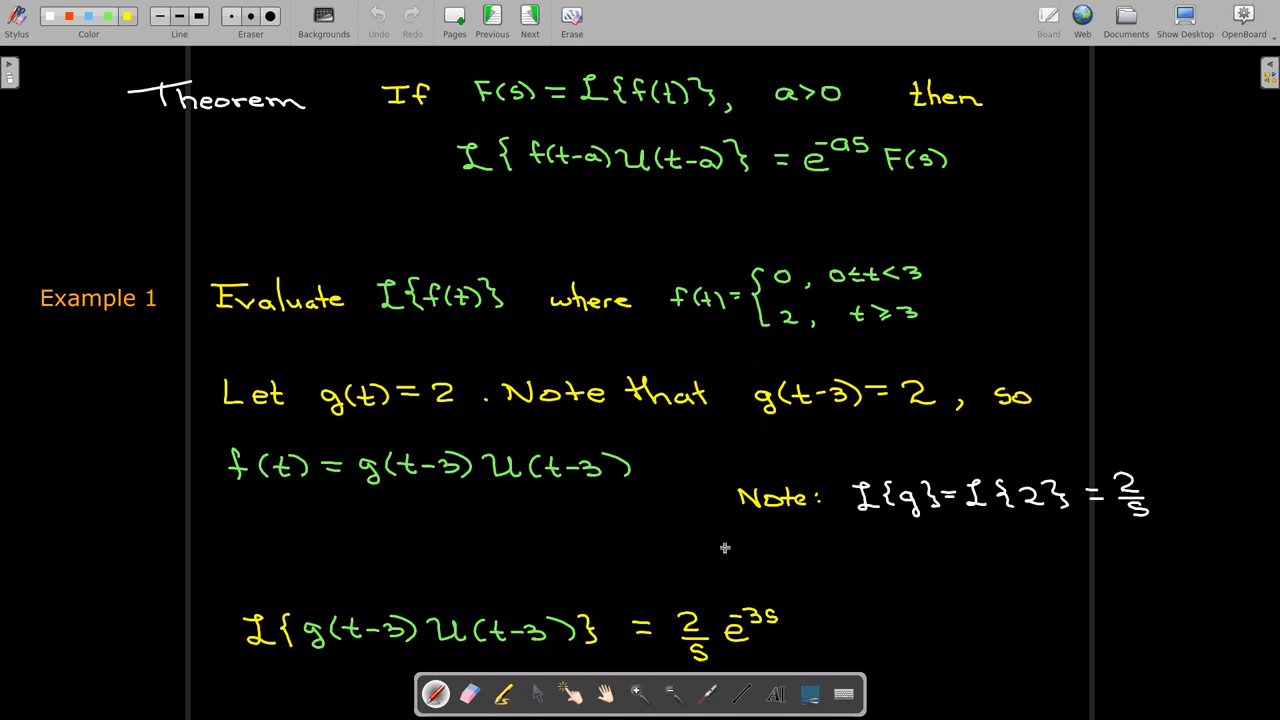 Stylus Color Line Eraser Backgrounds Undo Redo Pages Previous Next Erase Board Web Documents Show Desktop OpenBoard
Theorem If F(s) = ℒ{f(t)}, a>0 then
ℒ{ f(t-a) 𝒰(t-a)} = e^{-as} F(s)
Example 1 Evaluate ℒ{f(t)} where f(t) = { 0, 0≤t<3
2, t≥3
Let g(t) = 2 . Note that g(t-3) = 2, so
f(t) = g(t-3) 𝒰(t-3)
Note: ℒ{g} = ℒ{2} = 2/s
ℒ{g(t-3) 𝒰(t-3)} = 2/s e^{-3s}
AI